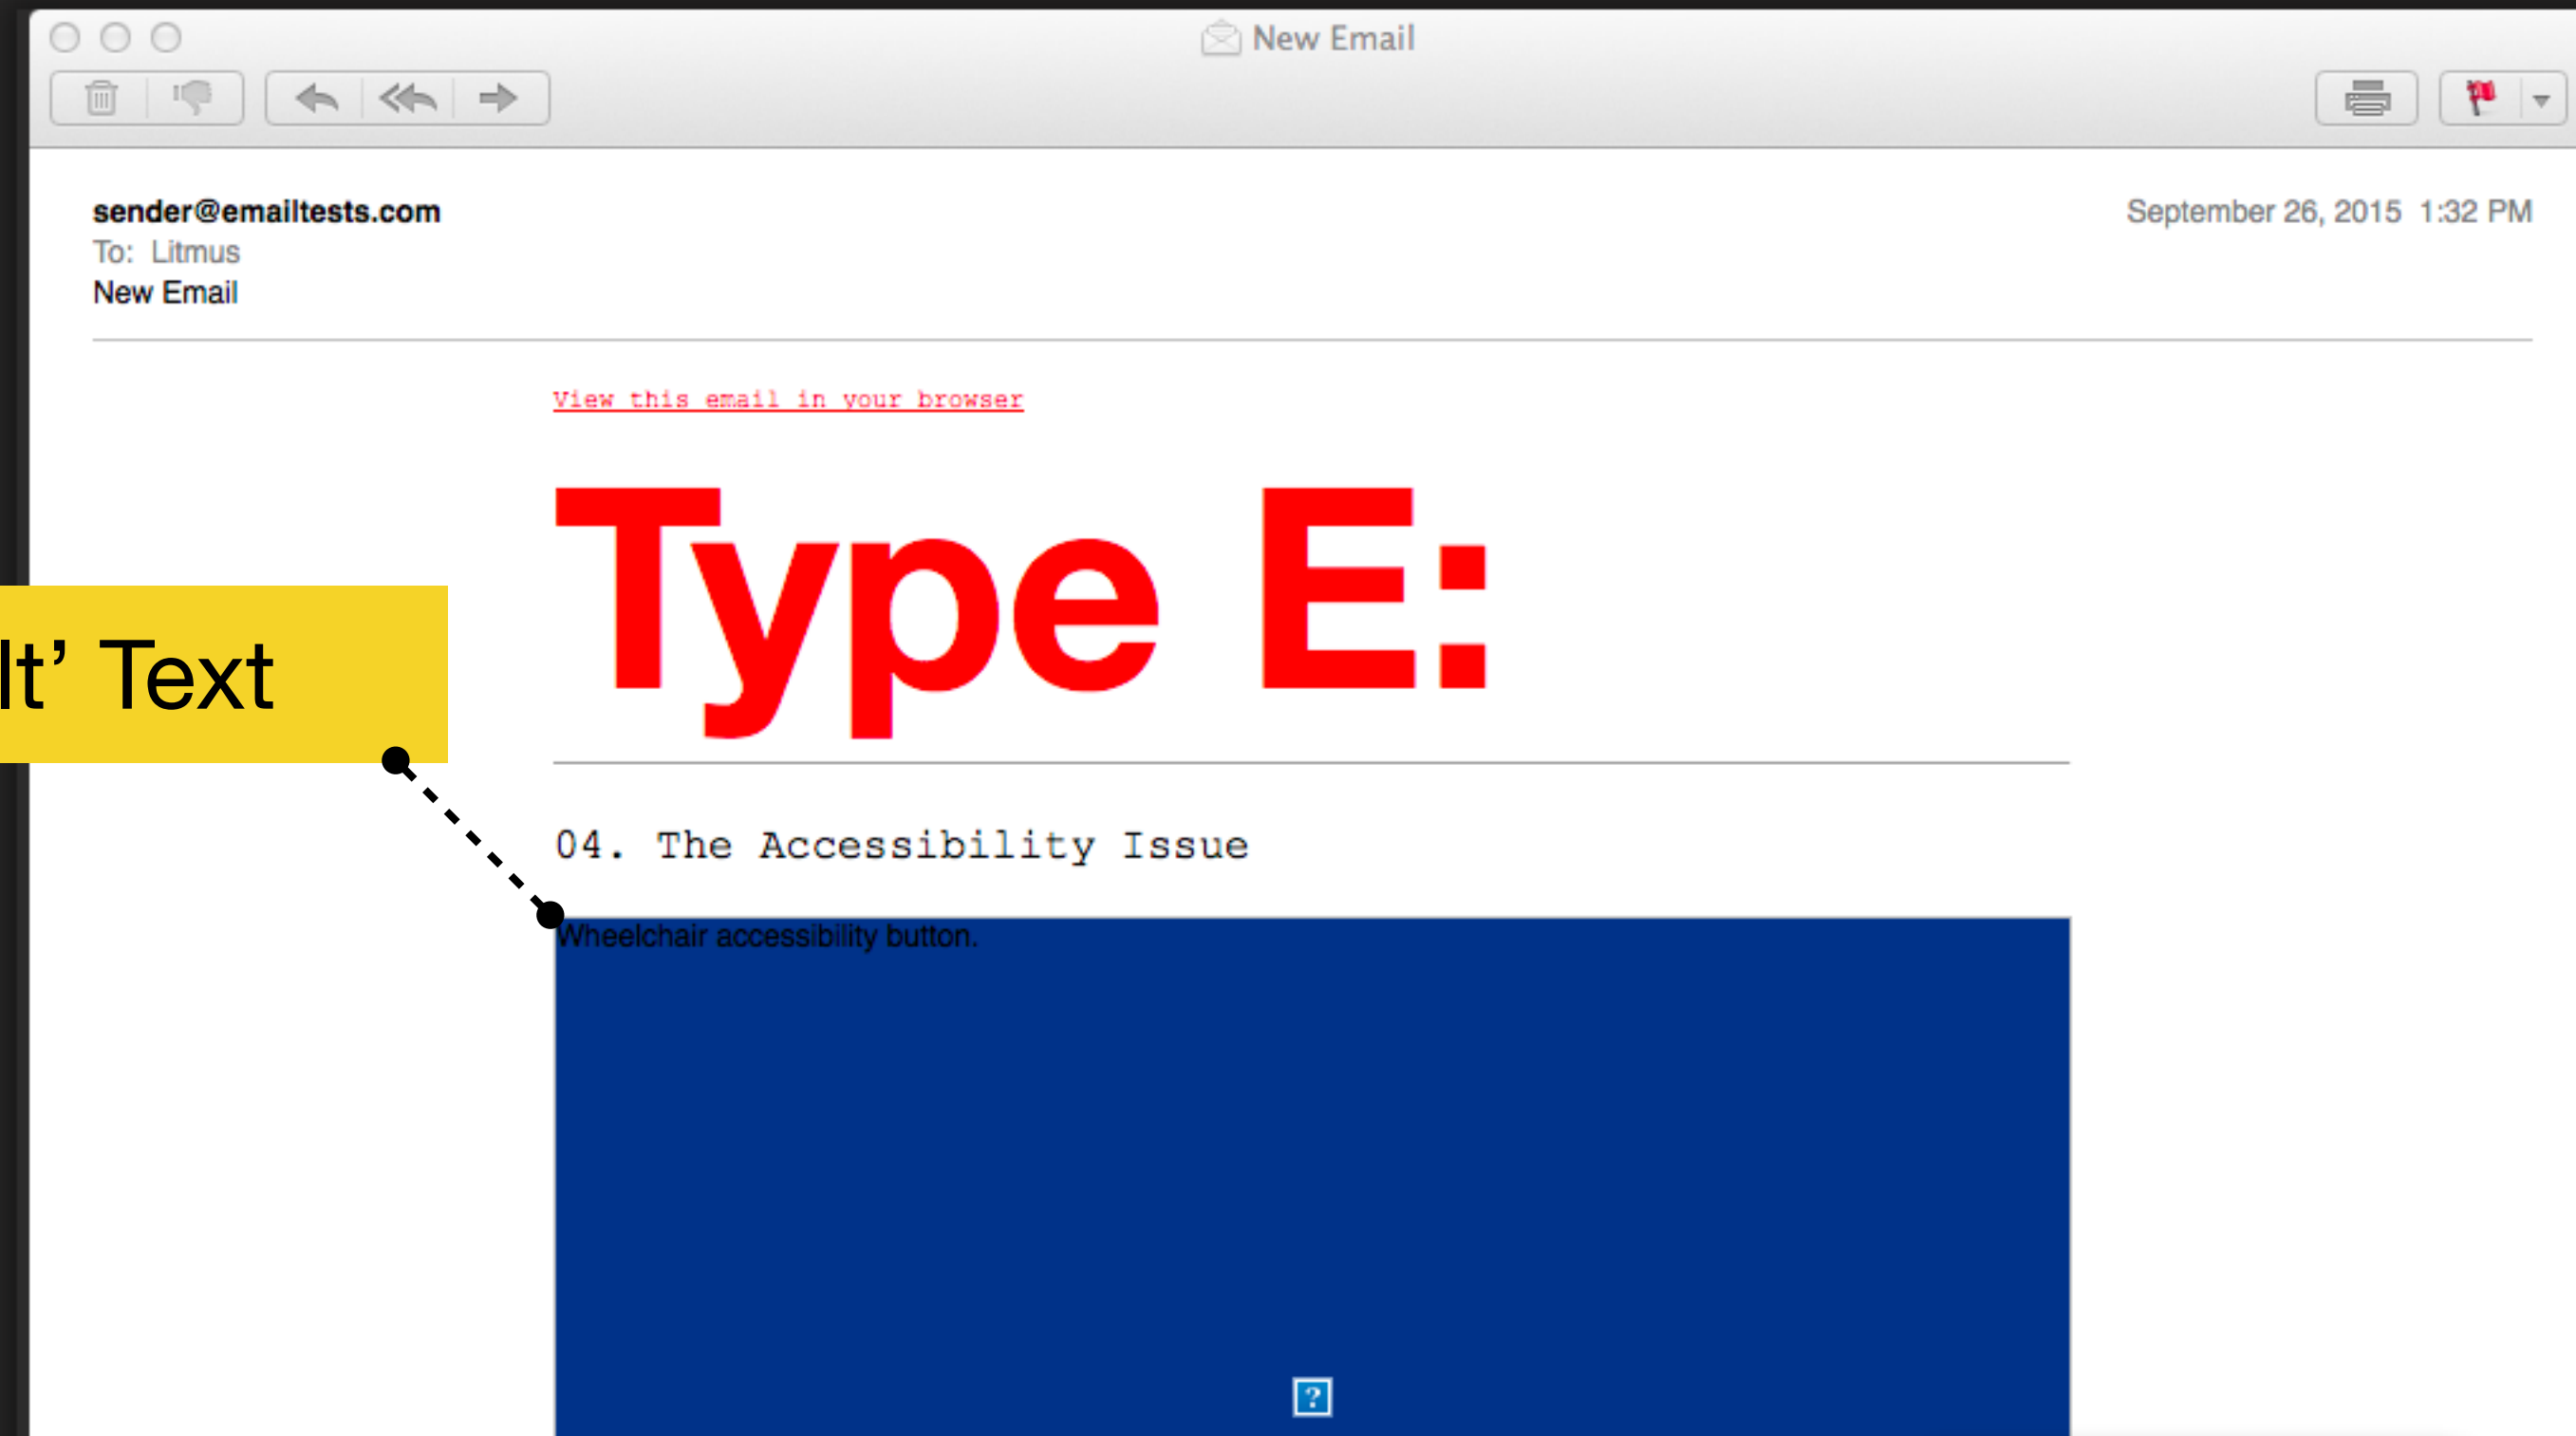 New Email
sender@emailtests.com
September 26, 2015 1:32 PM
To: Litmus
New Email
View this email in your browser
Type E:
lt’ Text
04. The Accessibility Issue
Wheelchair accessibility button.
?